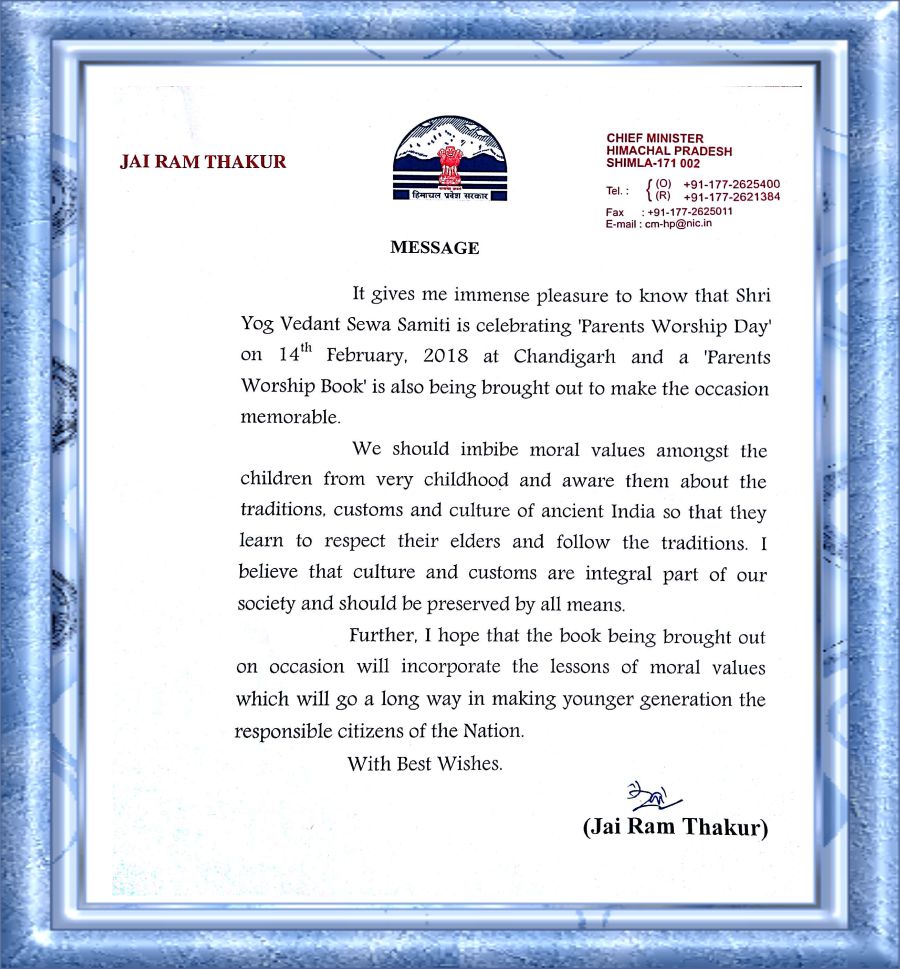 JAI RAM THAKUR
हिमाचल प्रदेश सरकार
CHIEF MINISTER
HIMACHAL PRADESH
SHIMLA-171 002
Tel. : { (O) +91-177-2625400
(R) +91-177-2621384
Fax : +91-177-2625011
E-mail : cm-hp@nic.in
MESSAGE
It gives me immense pleasure to know that Shri
Yog Vedant Sewa Samiti is celebrating 'Parents Worship Day'
on 14th February, 2018 at Chandigarh and a 'Parents
Worship Book' is also being brought out to make the occasion
memorable.
We should imbibe moral values amongst the
children from very childhood and aware them about the
traditions, customs and culture of ancient India so that they
learn to respect their elders and follow the traditions. I
believe that culture and customs are integral part of our
society and should be preserved by all means.
Further, I hope that the book being brought out
on occasion will incorporate the lessons of moral values
which will go a long way in making younger generation the
responsible citizens of the Nation.
With Best Wishes.
(Jai Ram Thakur)